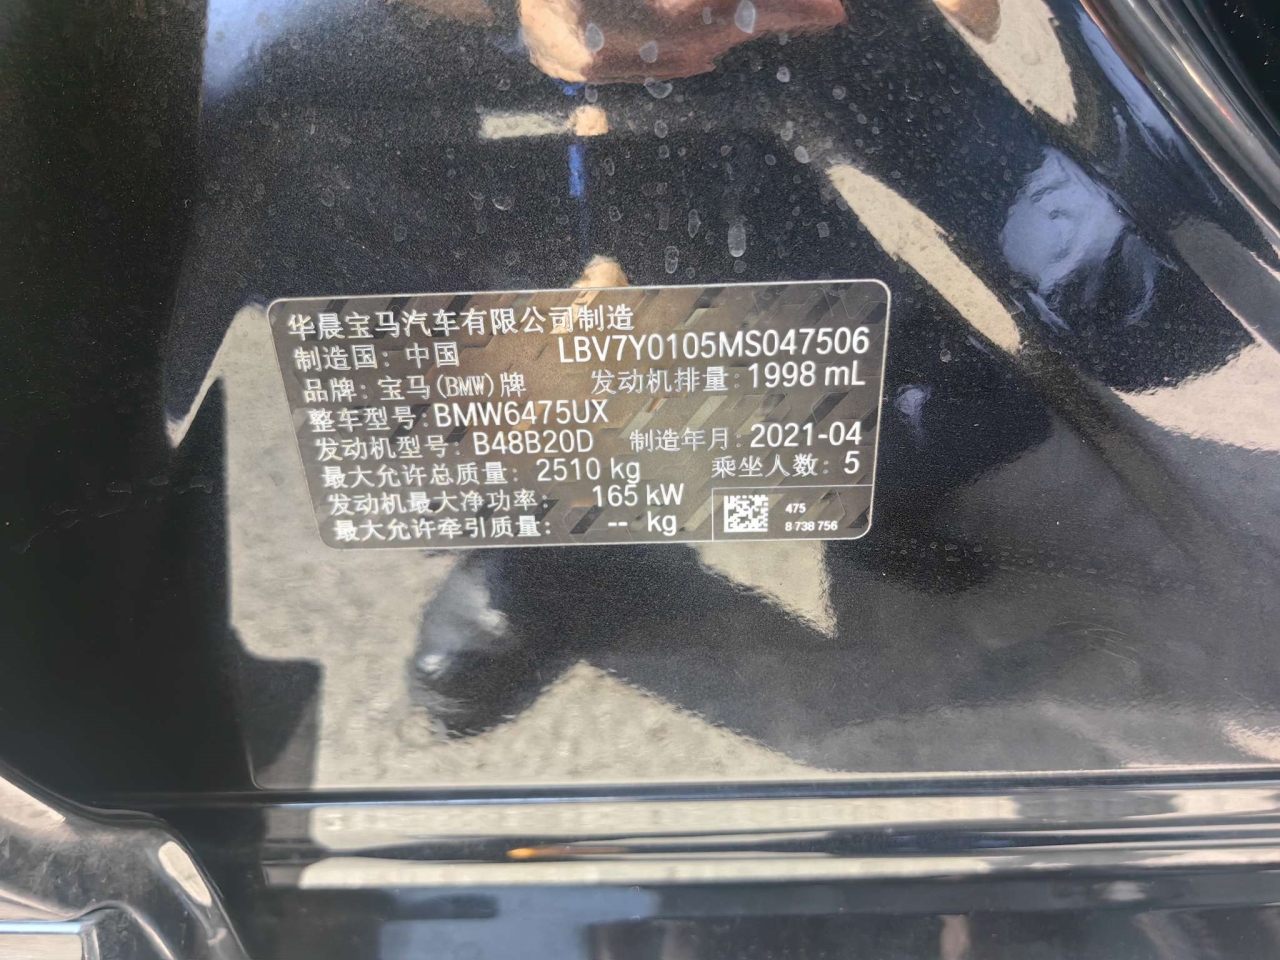 华晨宝马汽车有限公司制造
制造国：中国 LBV7Y0105MS047506
品牌：宝马(BMW)牌 发动机排量：1998 mL
整车型号：BMW6475UX
发动机型号：B48B20D 制造年月：2021-04
最大允许总质量：2510 kg 乘坐人数：5
发动机最大净功率：165 kW
最大允许牵引质量：-- kg
475
8 738 756